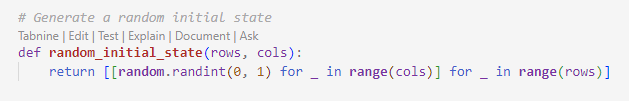 # Generate a random initial state
Tabnine | Edit | Test | Explain | Document | Ask
def random_initial_state(rows, cols):
    return [[random.randint(0, 1) for _ in range(cols)] for _ in range(rows)]